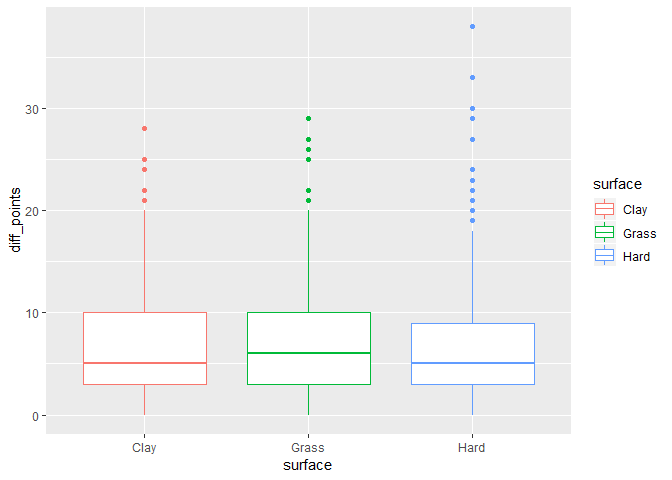 30
20
10
0
diff_points
Clay
Grass
Hard
surface
surface
Clay
Grass
Hard